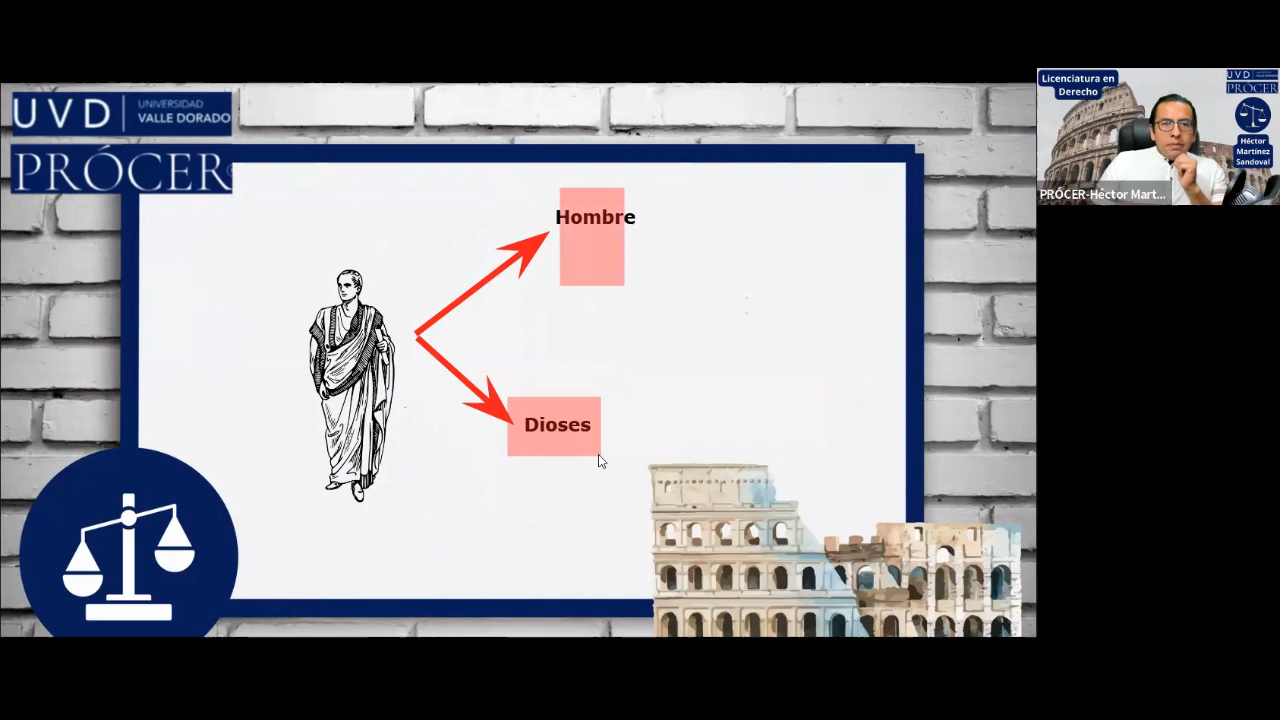 UVD
UNIVERSIDAD
VALLE DORADO
PRÓCER
Hombre
Dioses
Licenciatura en
Derecho
UVD
PRÓCER
Héctor
Martínez
Sandoval
PRÓCER-Héctor Mart...